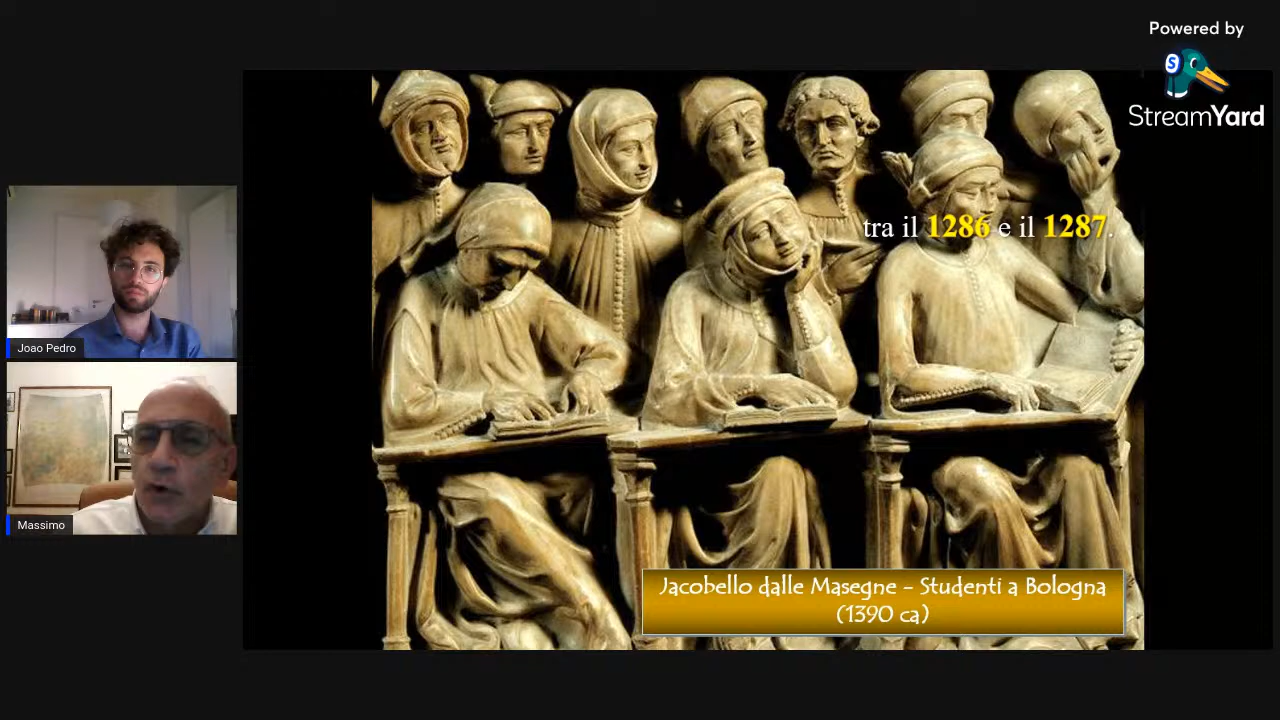 Powered by
StreamYard
tra il 1286 e il 1287.
Joao Pedro
Massimo
Jacobello dalle Masegne - Studenti a Bologna
(1390 ca)